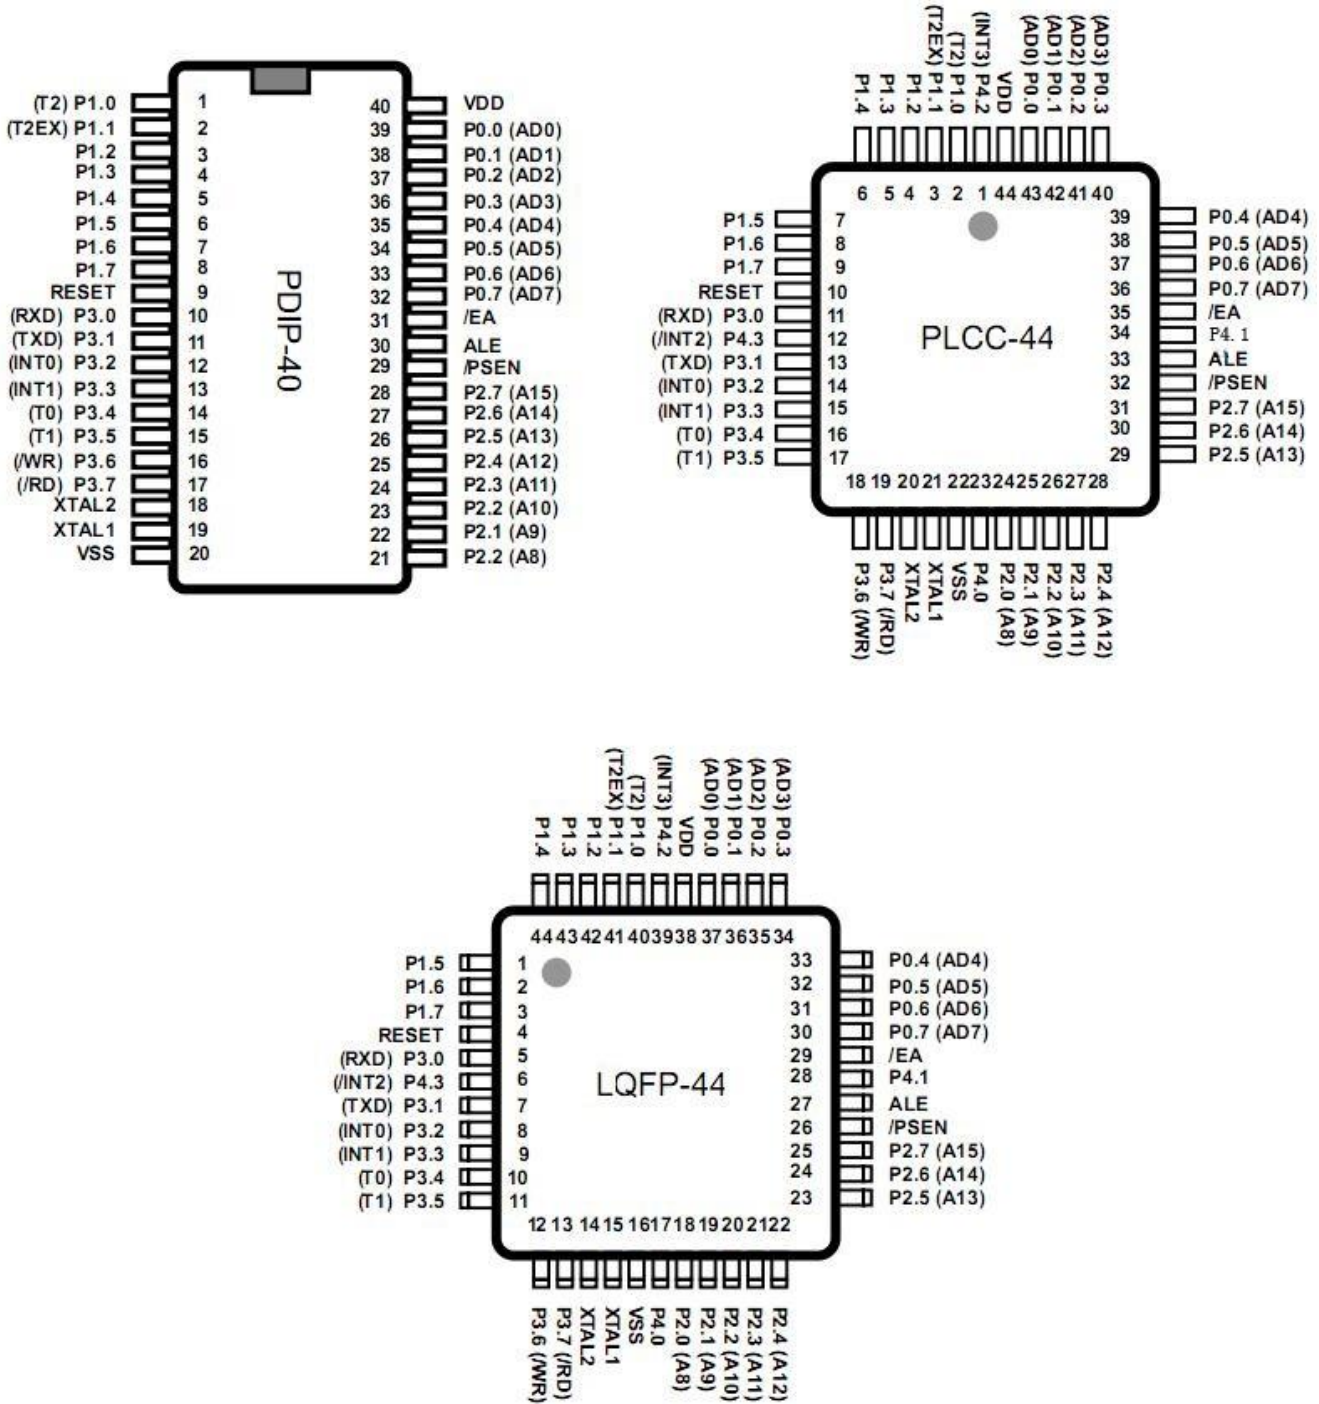 PDIP-40
(T2) P1.0 1
(T2EX) P1.1 2
P1.2 3
P1.3 4
P1.4 5
P1.5 6
P1.6 7
P1.7 8
RESET 9
(RXD) P3.0 10
(TXD) P3.1 11
(INT0) P3.2 12
(INT1) P3.3 13
(T0) P3.4 14
(T1) P3.5 15
(/WR) P3.6 16
(/RD) P3.7 17
XTAL2 18
XTAL1 19
VSS 20
40 VDD
39 P0.0 (AD0)
38 P0.1 (AD1)
37 P0.2 (AD2)
36 P0.3 (AD3)
35 P0.4 (AD4)
34 P0.5 (AD5)
33 P0.6 (AD6)
32 P0.7 (AD7)
31 /EA
30 ALE
29 /PSEN
28 P2.7 (A15)
27 P2.6 (A14)
26 P2.5 (A13)
25 P2.4 (A12)
24 P2.3 (A11)
23 P2.2 (A10)
22 P2.1 (A9)
21 P2.2 (A8)
PLCC-44
P1.4
P1.3
P1.2
(T2EX) P1.1
(T2) P1.0
(INT3) P4.2
VDD
(AD0) P0.0
(AD1) P0.1
(AD2) P0.2
(AD3) P0.3
6 5 4 3 2 1 44 43 42 41 40
P1.5 7
P1.6 8
P1.7 9
RESET 10
(RXD) P3.0 11
(/INT2) P4.3 12
(TXD) P3.1 13
(INT0) P3.2 14
(INT1) P3.3 15
(T0) P3.4 16
(T1) P3.5 17
39 P0.4 (AD4)
38 P0.5 (AD5)
37 P0.6 (AD6)
36 P0.7 (AD7)
35 /EA
34 P4.1
33 ALE
32 /PSEN
31 P2.7 (A15)
30 P2.6 (A14)
29 P2.5 (A13)
18 19 20 21 22 23 24 25 26 27 28
P3.6 (/WR)
P3.7 (/RD)
XTAL2
XTAL1
VSS
P4.0
P2.0 (A8)
P2.1 (A9)
P2.2 (A10)
P2.3 (A11)
P2.4 (A12)
LQFP-44
P1.4
P1.3
P1.2
(T2EX) P1.1
(T2) P1.0
(INT3) P4.2
VDD
(AD0) P0.0
(AD1) P0.1
(AD2) P0.2
(AD3) P0.3
44 43 42 41 40 39 38 37 36 35 34
P1.5 1
P1.6 2
P1.7 3
RESET 4
(RXD) P3.0 5
(/INT2) P4.3 6
(TXD) P3.1 7
(INT0) P3.2 8
(INT1) P3.3 9
(T0) P3.4 10
(T1) P3.5 11
33 P0.4 (AD4)
32 P0.5 (AD5)
31 P0.6 (AD6)
30 P0.7 (AD7)
29 /EA
28 P4.1
27 ALE
26 /PSEN
25 P2.7 (A15)
24 P2.6 (A14)
23 P2.5 (A13)
12 13 14 15 16 17 18 19 20 21 22
P3.6 (/WR)
P3.7 (/RD)
XTAL2
XTAL1
VSS
P4.0
P2.0 (A8)
P2.1 (A9)
P2.2 (A10)
P2.3 (A11)
P2.4 (A12)